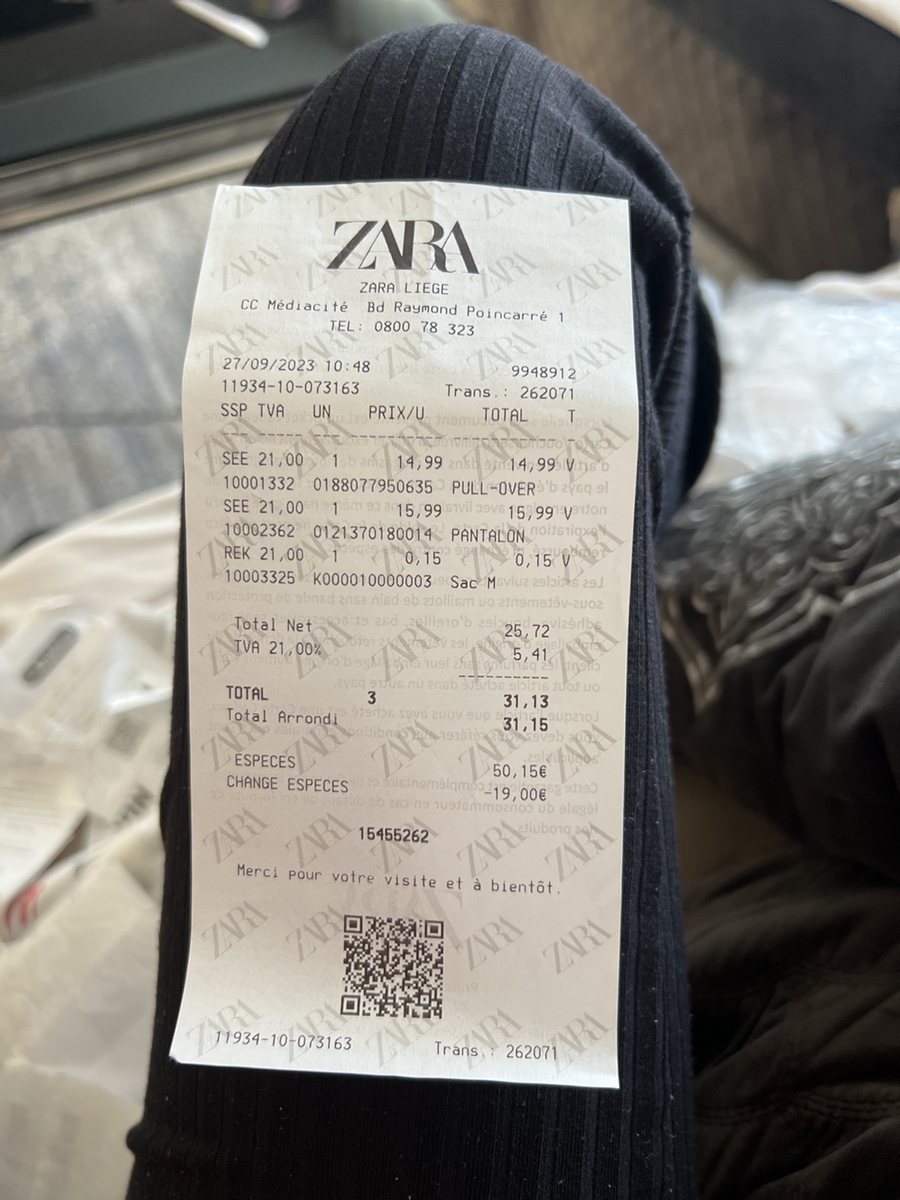 ZARA
ZARA LIEGE
CC Médiacité Bd Raymond Poincarré 1
TEL: 0800 78 323
27/09/2023 10:48 9948912
11934-10-073163 Trans.: 262071
SSP TVA UN PRIX/U TOTAL T
SEE 21,00 1 14,99 14,99 V
10001332 0188077950635 PULL-OVER
SEE 21,00 1 15,99 15,99 V
10002362 0121370180014 PANTALON
REK 21,00 1 0,15 0,15 V
10003325 K000010000003 Sac M
Total Net 25,72
TVA 21,00% 5,41
TOTAL 3 31,13
Total Arrondi 31,15
ESPECES 50,15€
CHANGE ESPECES -19,00€
15455262
Merci pour votre visite et à bientôt.
11934-10-073163 Trans.: 262071